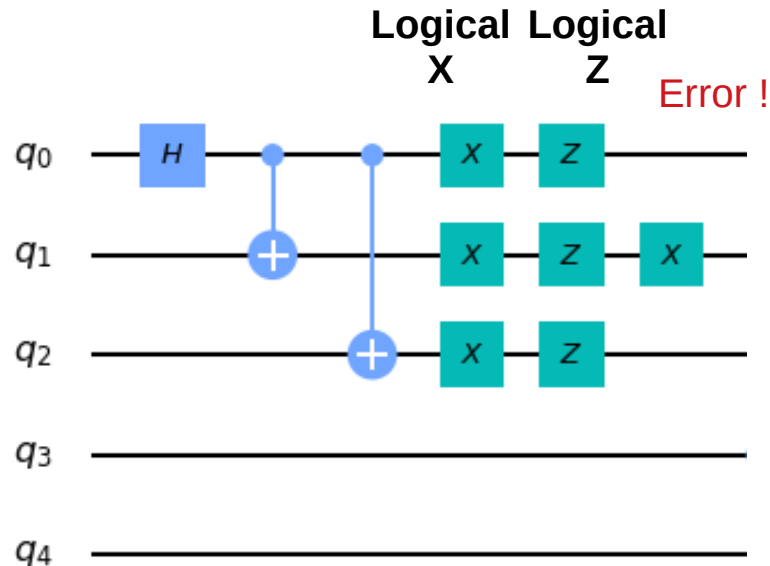 Logical Logical
X Z
Error !
q0 H X Z
q1 X Z X
q2 X Z
q3
q4